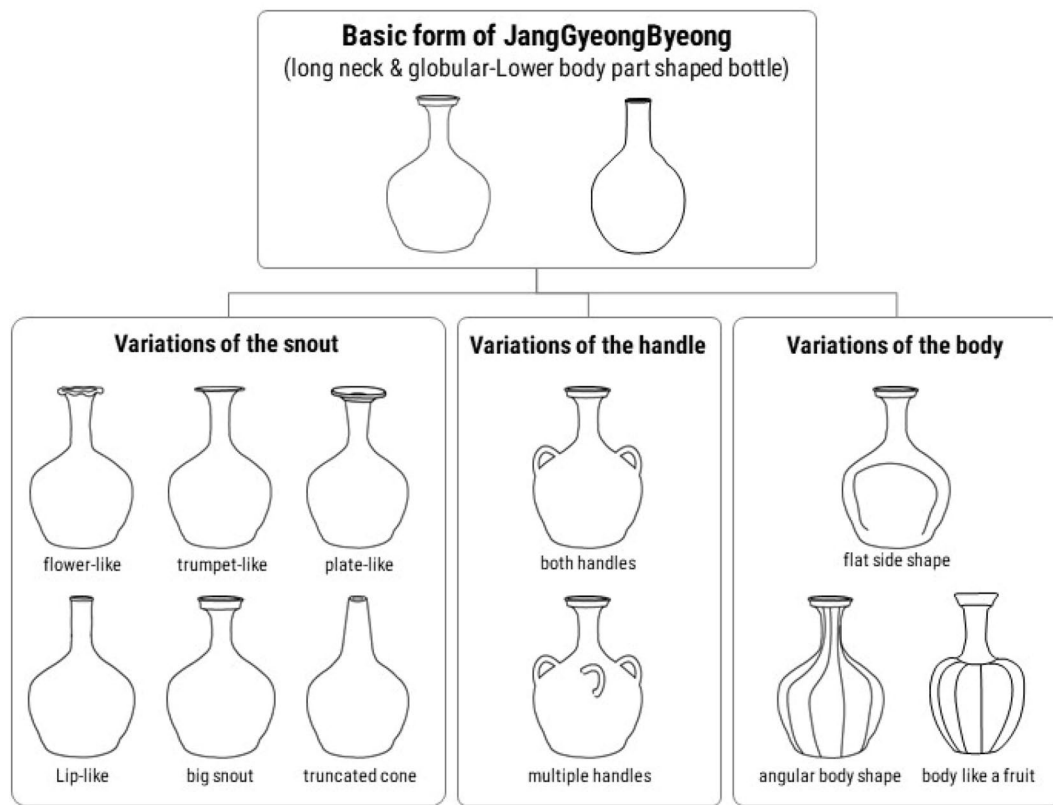 Basic form of JangGyeongByeong
(long neck & globular-Lower body part shaped bottle)
Variations of the snout
flower-like
trumpet-like
plate-like
Lip-like
big snout
truncated cone
Variations of the handle
both handles
multiple handles
Variations of the body
flat side shape
angular body shape
body like a fruit